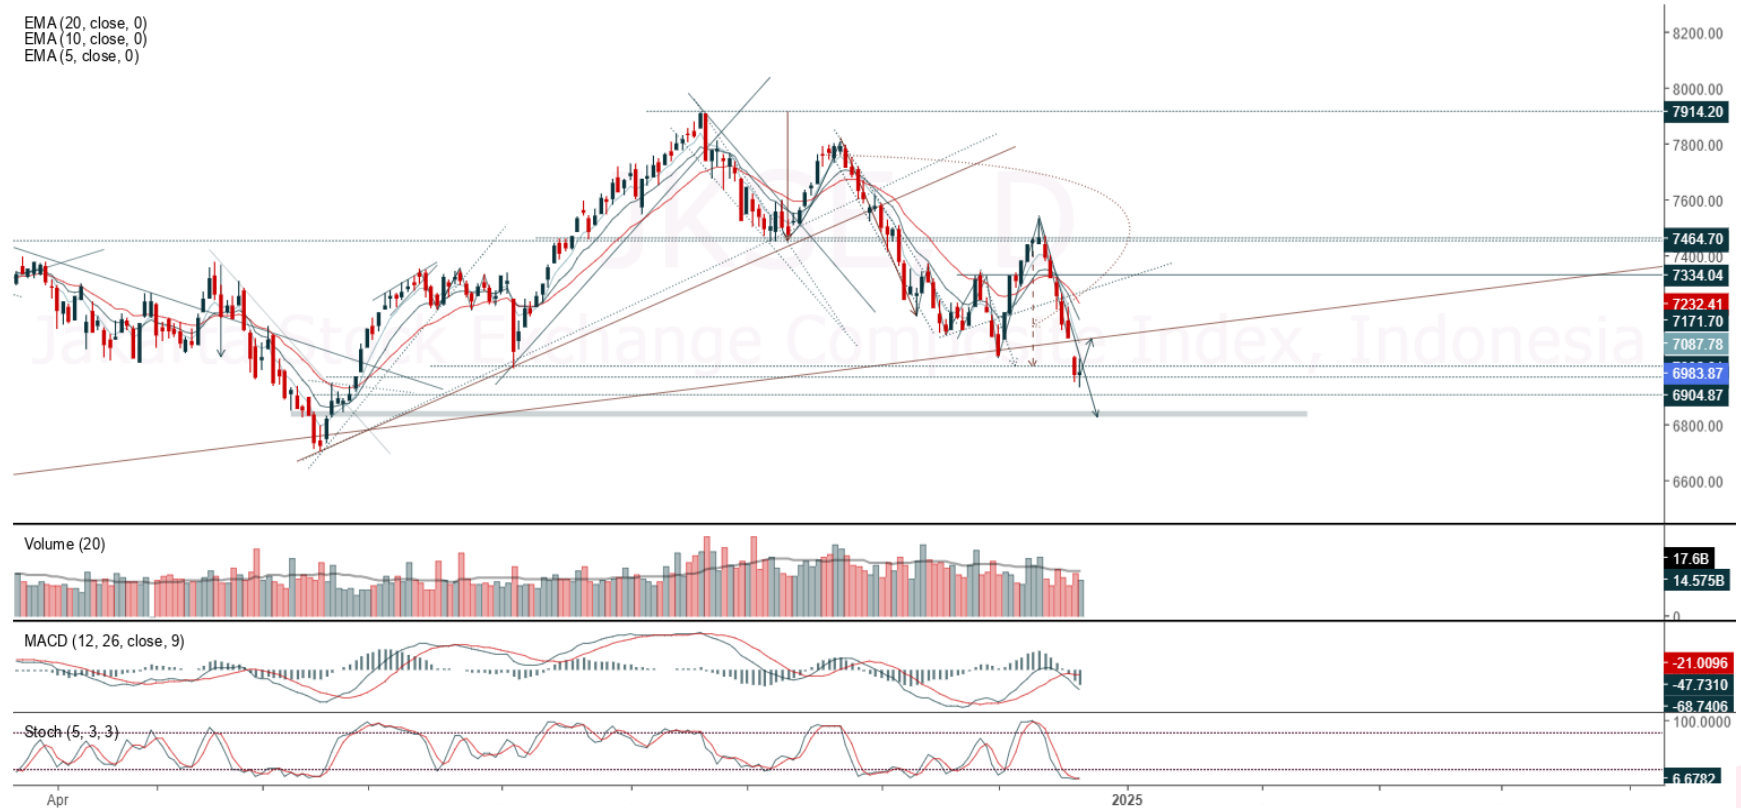 EMA (20, close, 0)
EMA (10, close, 0)
EMA (5, close, 0)
8200.00
8000.00
7914.20
7800.00
7600.00
7464.70
7400.00
7334.04
7232.41
7171.70
7087.78
6983.87
6904.87
6800.00
6600.00
JKSE, D
Jakarta Stock Exchange Composite Index, Indonesia
Volume (20)
17.6B
14.575B
0
MACD (12, 26, close, 9)
-21.0096
-47.7310
-68.7406
Stoch (5, 3, 3)
100.0000
6.6782
Apr
2025